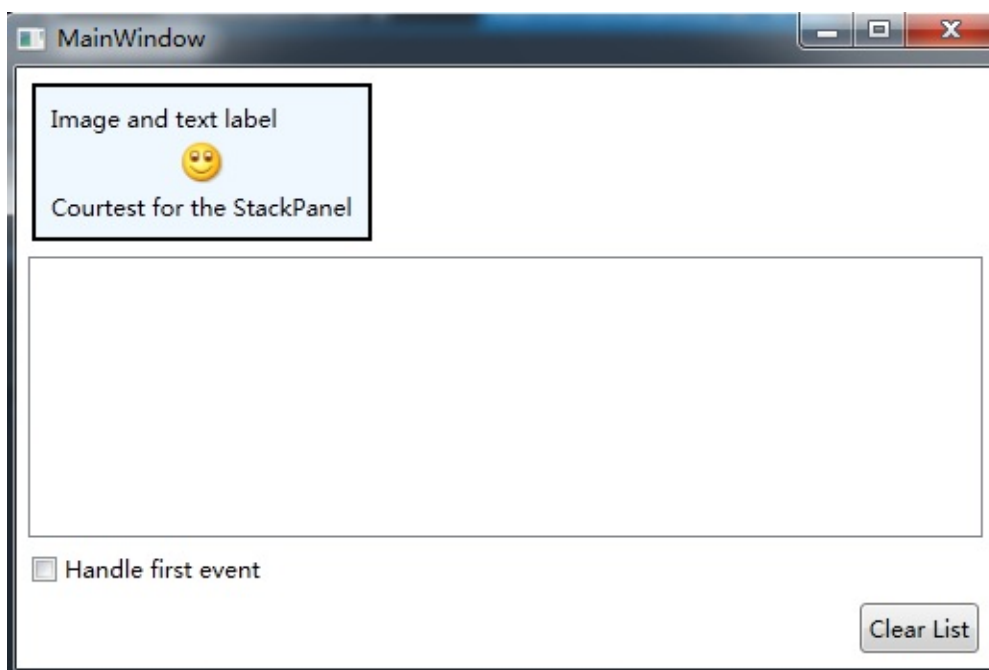 MainWindow
Image and text label
Courtest for the StackPanel
Handle first event
Clear List